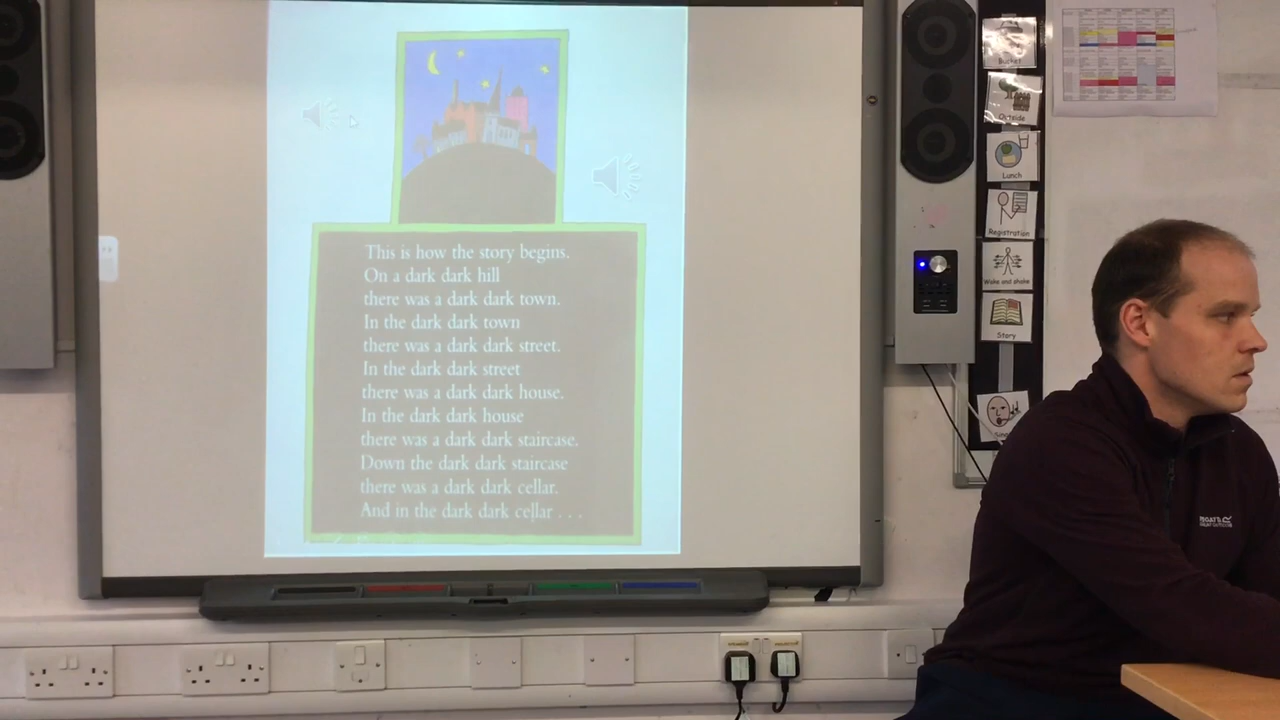 This is how the story begins.
On a dark dark hill
there was a dark dark town.
In the dark dark town
there was a dark dark street.
In the dark dark street
there was a dark dark house.
In the dark dark house
there was a dark dark staircase.
Down the dark dark staircase
there was a dark dark cellar.
And in the dark dark cellar . . .
Bucket
Outside
Lunch
Registration
Wake and shake
Story